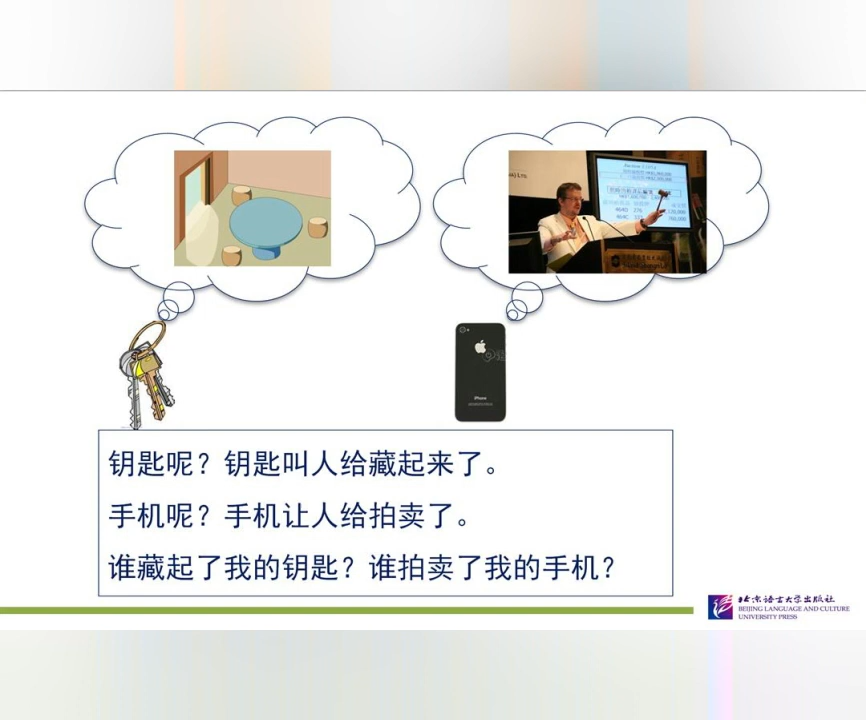 钥匙呢？钥匙叫人给藏起来了。
手机呢？手机让人给拍卖了。
谁藏起了我的钥匙？谁拍卖了我的手机？
iPhone
北京语言大学出版社
BEIJING LANGUAGE AND CULTURE
UNIVERSITY PRESS